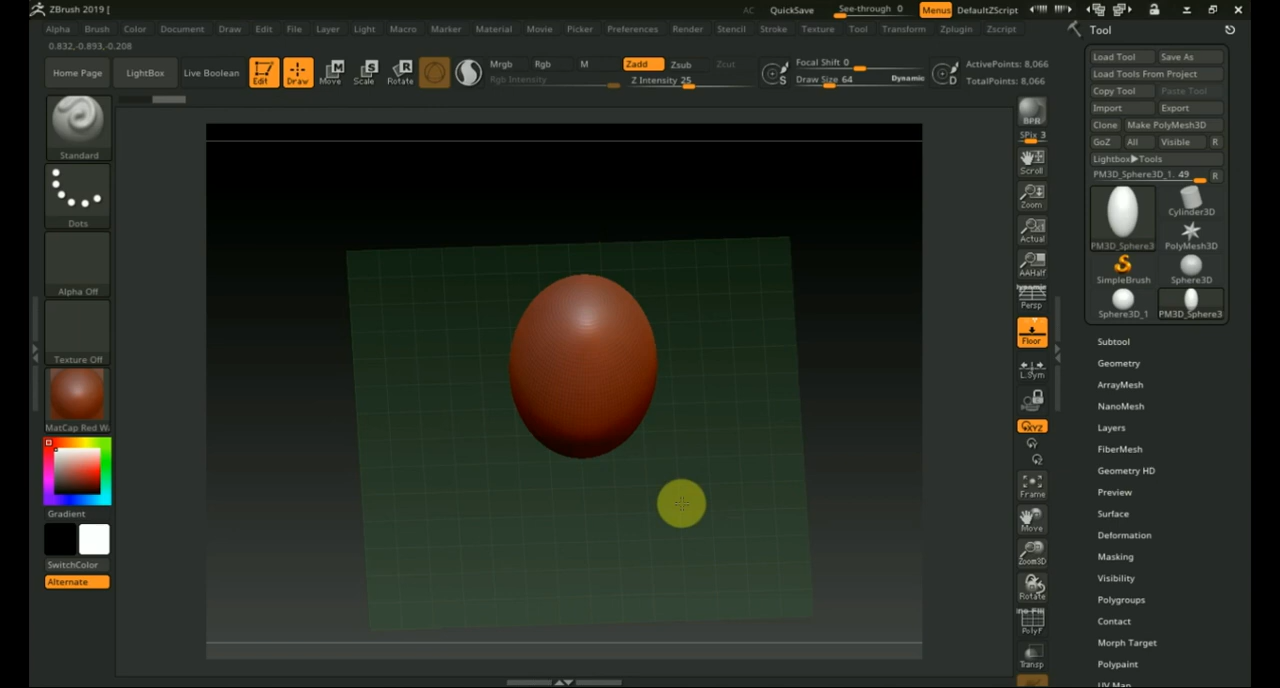 ZBrush 2019 [
AC QuickSave See-through 0 Menus DefaultZScript
Alpha Brush Color Document Draw Edit File Layer Light Macro Marker Material Movie Picker Preferences Render Stencil Stroke Texture Tool Transform Zplugin Zscript
0.832,-0.893,-0.208
Home Page LightBox Live Boolean Edit Draw Move Scale Rotate
Mrgb Rgb M Zadd Zsub Cut
Rgb Intensity Z Intensity 25
Focal Shift 0
Draw Size 64 Dynamic
ActivePoints: 8,066
TotalPoints: 8,066
Standard
Dots
Alpha Off
Texture Off
MatCap Red Wa
Gradient
SwitchColor
Alternate
BPR
SPix 3
Scroll
Zoom
Actual
AAHalf
Dynamic
Persp
Floor
L.Sym
XYZ
Frame
Move
Zoom3D
Rotate
PolyF
Transp
Tool
Load Tool Save As
Load Tools From Project
Copy Tool Paste Tool
Import Export
Clone Make PolyMesh3D
GoZ All Visible R
Lightbox▶Tools
PM3D_Sphere3D_1. 49 R
PM3D_Sphere3 Cylinder3D
PolyMesh3D
SimpleBrush Sphere3D
Sphere3D_1 PM3D_Sphere3
Subtool
Geometry
ArrayMesh
NanoMesh
Layers
FiberMesh
Geometry HD
Preview
Surface
Deformation
Masking
Visibility
Polygroups
Contact
Morph Target
Polypaint
UV Map